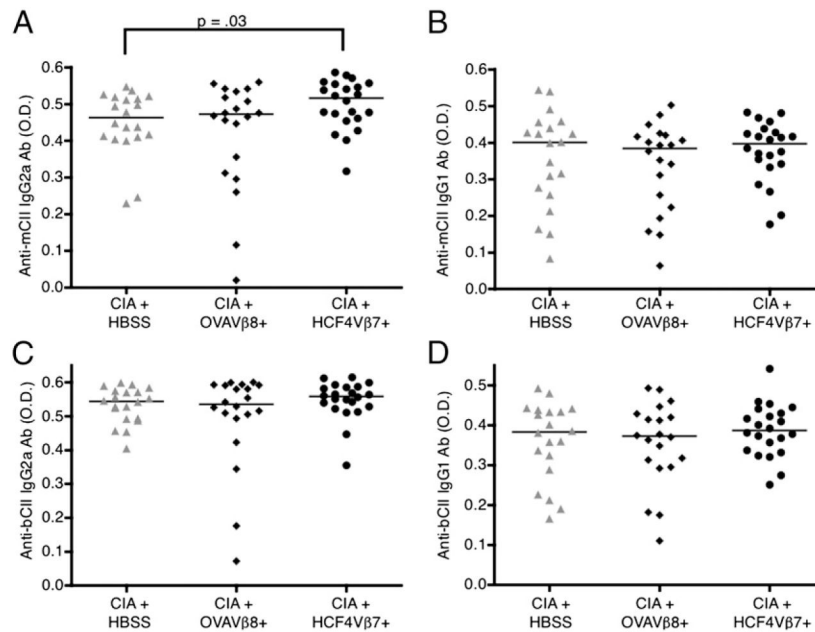 A
p = .03
Anti-mCII IgG2a Ab (O.D.)
0.6
0.5
0.4
0.3
0.2
0.1
0.0
CIA +
HBSS
CIA +
OVAVβ8+
CIA +
HCF4Vβ7+
B
Anti-mCII IgG1 Ab (O.D.)
0.6
0.5
0.4
0.3
0.2
0.1
0.0
CIA +
HBSS
CIA +
OVAVβ8+
CIA +
HCF4Vβ7+
C
Anti-bCII IgG2a Ab (O.D.)
0.6
0.5
0.4
0.3
0.2
0.1
0.0
CIA +
HBSS
CIA +
OVAVβ8+
CIA +
HCF4Vβ7+
D
Anti-bCII IgG1 Ab (O.D.)
0.5
0.4
0.3
0.2
0.1
0.0
CIA +
HBSS
CIA +
OVAVβ8+
CIA +
HCF4Vβ7+